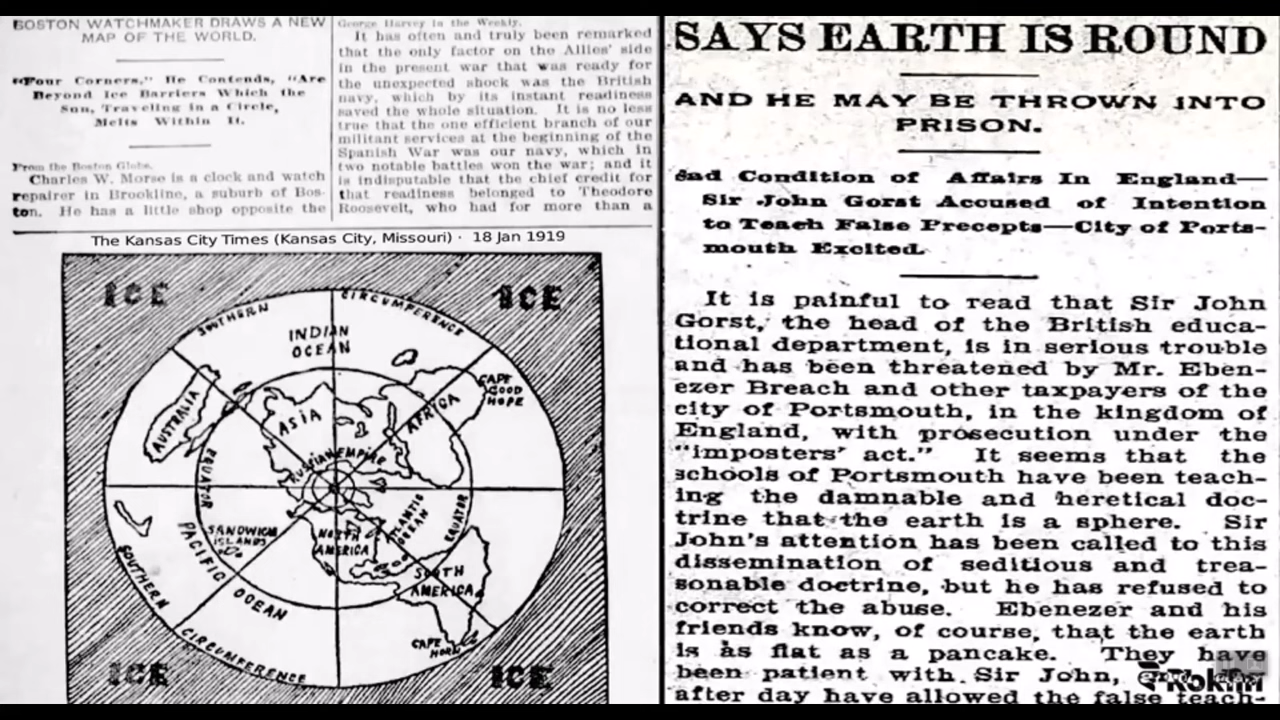 BOSTON WATCHMAKER DRAWS A NEW
MAP OF THE WORLD.
"Four Corners," He Contends, "Are
Beyond Ice Barriers Which the
Sun, Traveling in a Circle,
Melts Within It.
From the Boston Globe.
Charles W. Morse is a clock and watch
repairer in Brookline, a suburb of Bos-
ton. He has a little shop opposite the
George Harvey in the Weekly.
It has often and truly been remarked
that the only factor on the Allies' side
in the present war that was ready for
the unexpected shock was the British
navy, which by its instant readiness
saved the whole situation. It is no less
true that the one efficient branch of our
militant services at the beginning of the
Spanish War was our navy, which in
two notable battles won the war; and it
is indisputable that the chief credit for
that readiness belonged to Theodore
Roosevelt, who had for more than a
The Kansas City Times (Kansas City, Missouri) · 18 Jan 1919
ICE
ICE
SOUTHERN
CIRCUMFERENCE
INDIAN
OCEAN
CAPE
GOOD
HOPE
AUSTRALIA
ASIA
AFRICA
RUSSIAN EMPIRE
EQUATOR
ATLANTIC
OCEAN
EQUATOR
SANDWICH
ISLANDS
NORTH
AMERICA
PACIFIC
OCEAN
SOUTH
AMERICA
SOUTHERN
CIRCUMFERENCE
CAPE
HORN
ICE
ICE
SAYS EARTH IS ROUND
AND HE MAY BE THROWN INTO
PRISON.
Sad Condition of Affairs In England—
Sir John Gorst Accused of Intention
to Teach False Precepts—City of Ports-
mouth Excited.
It is painful to read that Sir John
Gorst, the head of the British educa-
tional department, is in serious trouble
and has been threatened by Mr. Eben-
ezer Breach and other taxpayers of the
city of Portsmouth, in the kingdom of
England, with prosecution under the
"imposters' act." It seems that the
schools of Portsmouth have been teach-
ing the damnable and heretical doc-
trine that the earth is a sphere. Sir
John's attention has been called to this
dissemination of seditious and trea-
sonable doctrine, but he has refused to
correct the abuse. Ebenezer and his
friends know, of course, that the earth
is as flat as a pancake. They have
been patient with Sir John,
after day have allowed the false teach-
Rokfin